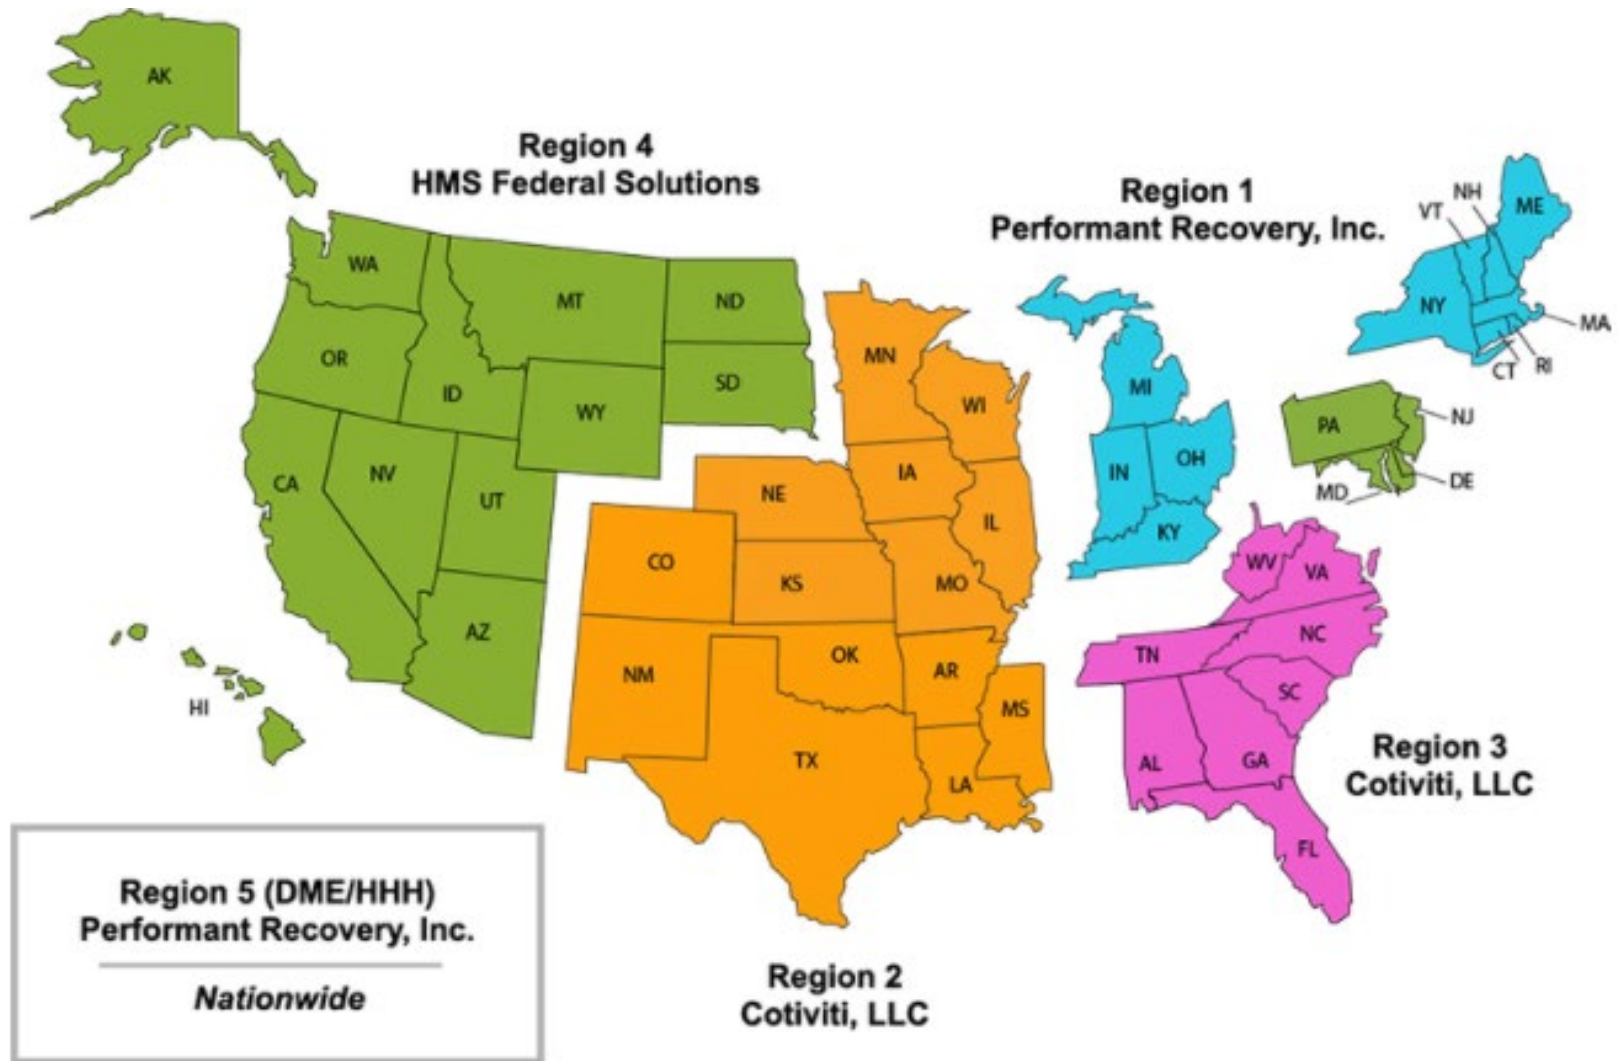 AK
Region 4
HMS Federal Solutions
Region 1
Performant Recovery, Inc.
NH
VT
ME
WA
MT
ND
NY
MA
OR
ID
WY
SD
MN
WI
MI
CT
RI
PA
NJ
CA
NV
UT
NE
IA
IL
IN
OH
MD
DE
CO
KS
MO
KY
WV
VA
AZ
NM
OK
AR
TN
NC
HI
TX
MS
SC
LA
AL
GA
Region 3
Cotiviti, LLC
FL
Region 5 (DME/HHH)
Performant Recovery, Inc.
Nationwide
Region 2
Cotiviti, LLC